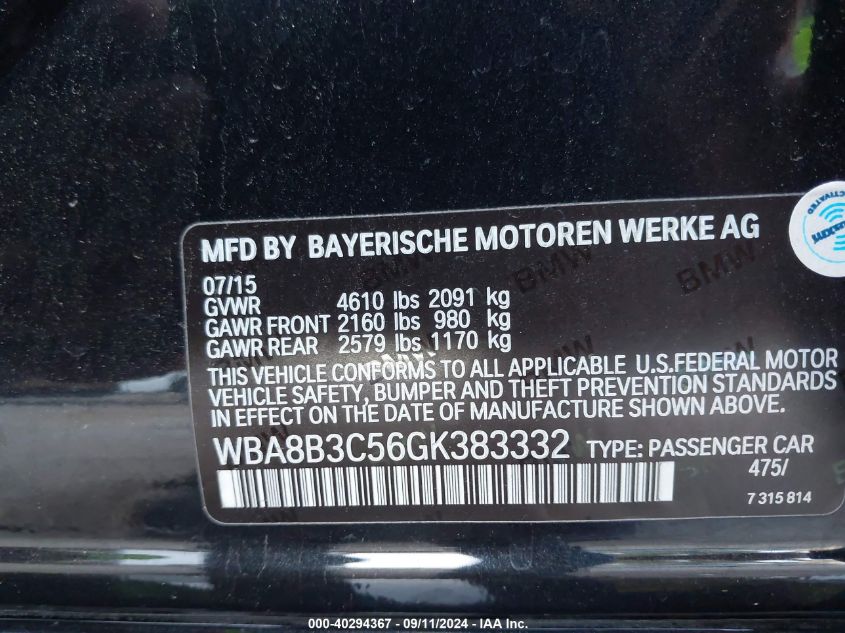 MFD BY BAYERISCHE MOTOREN WERKE AG
07/15
GVWR 4610 lbs 2091 kg
GAWR FRONT 2160 lbs 980 kg
GAWR REAR 2579 lbs 1170 kg
THIS VEHICLE CONFORMS TO ALL APPLICABLE U.S.FEDERAL MOTOR
VEHICLE SAFETY, BUMPER AND THEFT PREVENTION STANDARDS
IN EFFECT ON THE DATE OF MANUFACTURE SHOWN ABOVE.
WBA8B3C56GK383332 TYPE: PASSENGER CAR
475/
7 315 814
BMW
ACTIVATED
000-40294367 - 09/11/2024 - IAA Inc.